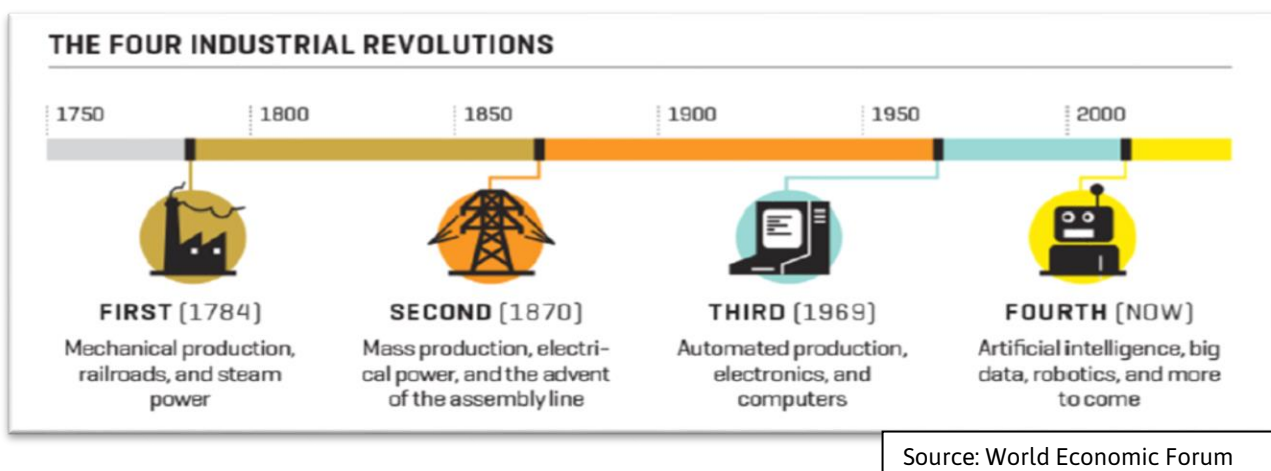 THE FOUR INDUSTRIAL REVOLUTIONS
1750 1800 1850 1900 1950 2000
FIRST (1784)
Mechanical production,
railroads, and steam
power
SECOND (1870)
Mass production, electri-
cal power, and the advent
of the assembly line
THIRD (1969)
Automated production,
electronics, and
computers
FOURTH (NOW)
Artificial intelligence, big
data, robotics, and more
to come
Source: World Economic Forum